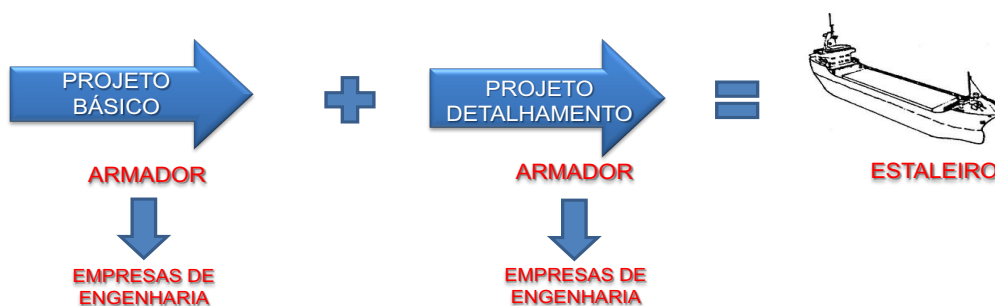 PROJETO
BÁSICO
PROJETO
DETALHAMENTO
ARMADOR
ARMADOR
ESTALEIRO
EMPRESAS DE
ENGENHARIA
EMPRESAS DE
ENGENHARIA